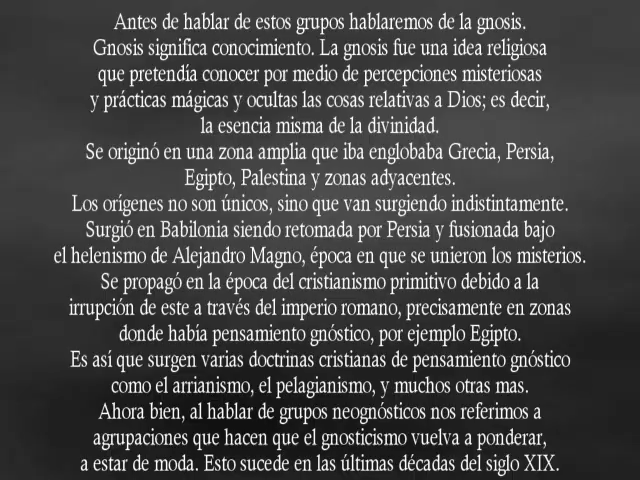 Antes de hablar de estos grupos hablaremos de la gnosis.
Gnosis significa conocimiento. La gnosis fue una idea religiosa
que pretendía conocer por medio de percepciones misteriosas
y prácticas mágicas y ocultas las cosas relativas a Dios; es decir,
la esencia misma de la divinidad.
Se originó en una zona amplia que iba englobaba Grecia, Persia,
Egipto, Palestina y zonas adyacentes.
Los orígenes no son únicos, sino que van surgiendo indistintamente.
Surgió en Babilonia siendo retomada por Persia y fusionada bajo
el helenismo de Alejandro Magno, época en que se unieron los misterios.
Se propagó en la época del cristianismo primitivo debido a la
irrupción de este a través del imperio romano, precisamente en zonas
donde había pensamiento gnóstico, por ejemplo Egipto.
Es así que surgen varias doctrinas cristianas de pensamiento gnóstico
como el arrianismo, el pelagianismo, y muchos otras mas.
Ahora bien, al hablar de grupos neognósticos nos referimos a
agrupaciones que hacen que el gnosticismo vuelva a ponderar,
a estar de moda. Esto sucede en las últimas décadas del siglo XIX.